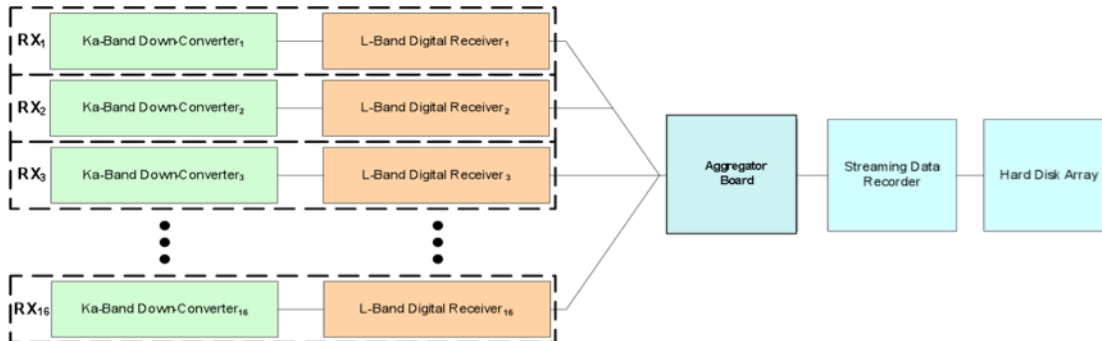 RX₁ Ka-Band Down-Converter₁ L-Band Digital Receiver₁
RX₂ Ka-Band Down-Converter₂ L-Band Digital Receiver₂
RX₃ Ka-Band Down-Converter₃ L-Band Digital Receiver₃
Aggregator
Board
Streaming Data
Recorder
Hard Disk Array
RX₁₆ Ka-Band Down-Converter₁₆ L-Band Digital Receiver₁₆